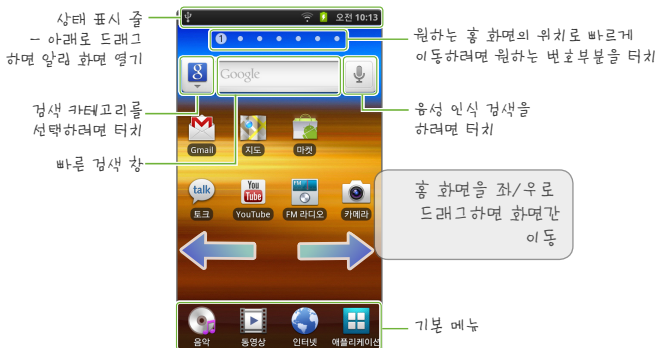 상태 표시 줄
- 아래로 드래그
하면 알림 화면 열기
오전 10:13
1
원하는 홈 화면의 위치로 빠르게
이동하려면 원하는 번호부분을 터치
8
Google
검색 카테고리를
선택하려면 터치
음성 인식 검색을
하려면 터치
빠른 검색 창
Gmail
지도
마켓
talk
You
Tube
FM
토크
YouTube
FM 라디오
카메라
홈 화면을 좌/우로
드래그하면 화면간
이동
음악
동영상
인터넷
애플리케이션
기본 메뉴